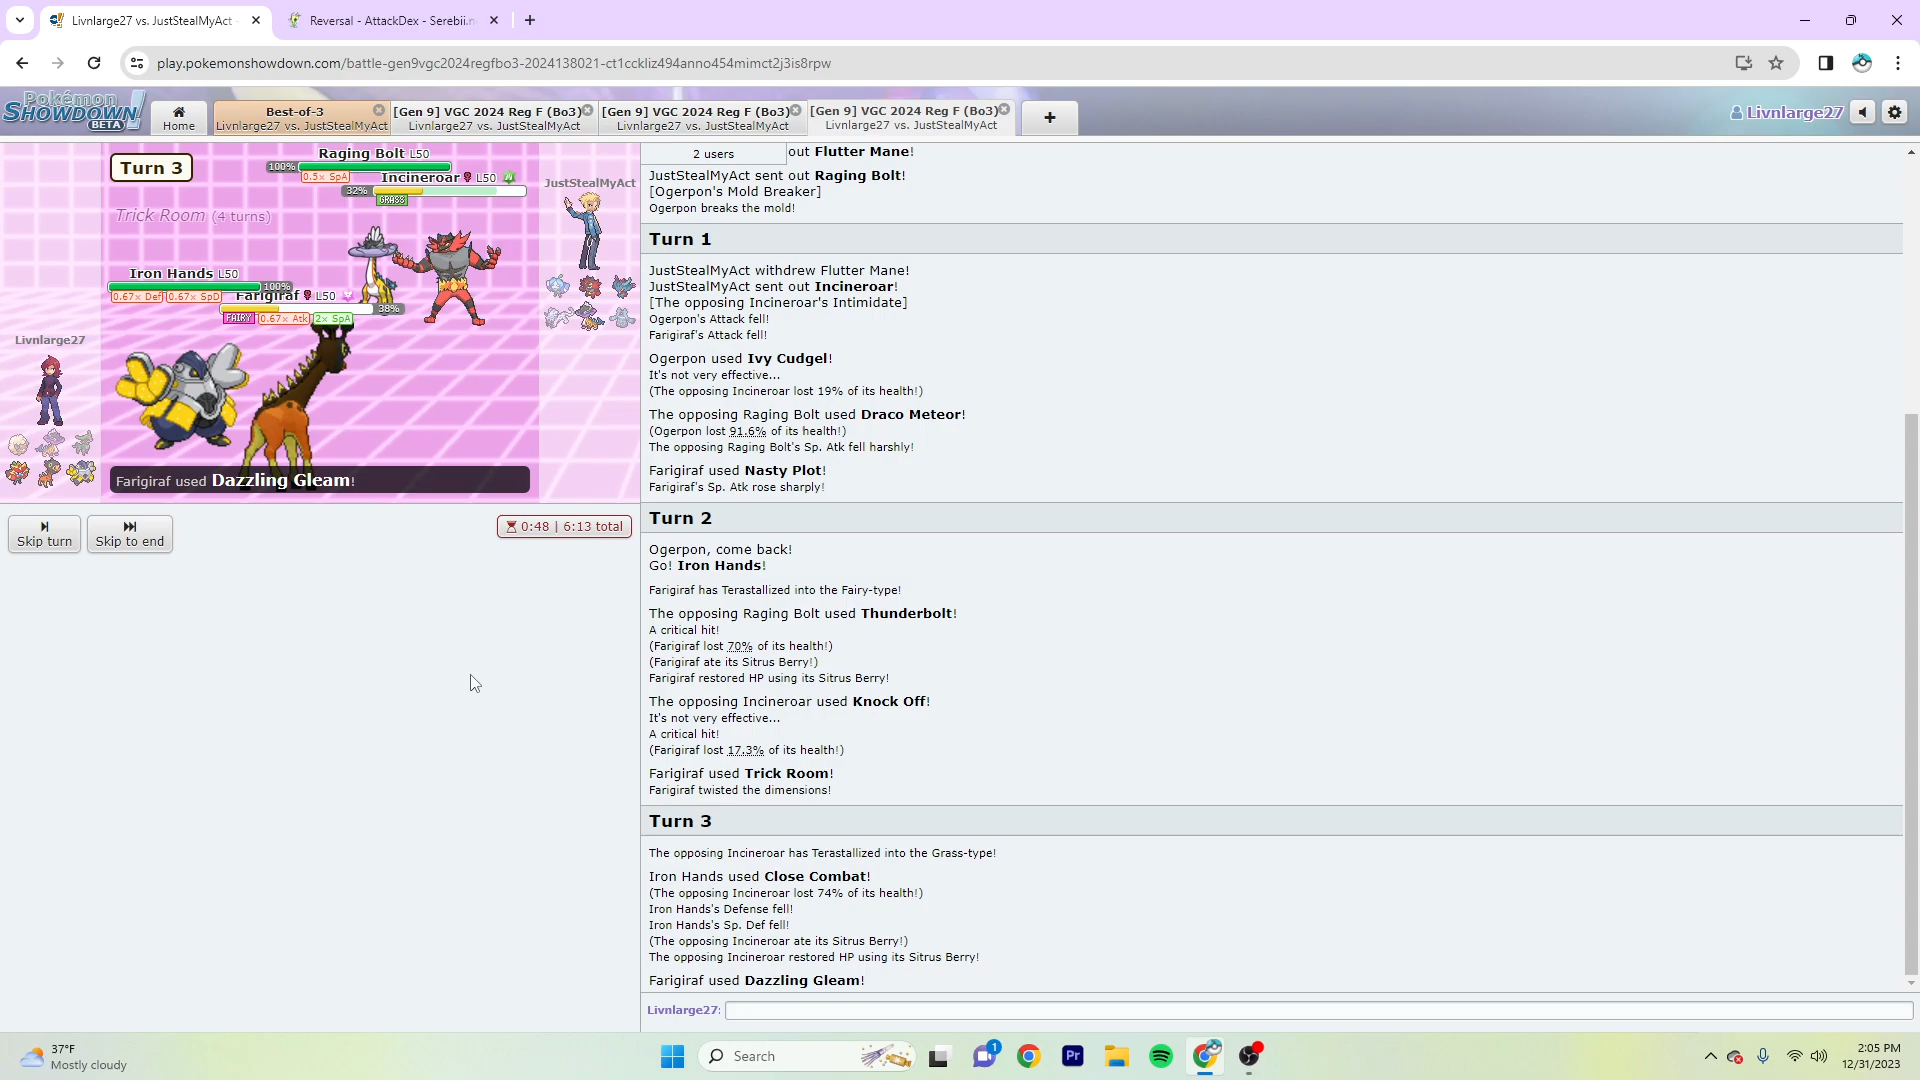 Livnlarge27 vs. JustStealMyAct -
Reversal - AttackDex - Serebii.n
play.pokemonshowdown.com/battle-gen9vgc2024regfbo3-2024138021-ct1cckliz494anno454mimct2j3is8rpw
Pokémon
SHOWDOWN!
BETA
Home
Best-of-3
Livnlarge27 vs. JustStealMyAct
[Gen 9] VGC 2024 Reg F (Bo3)
Livnlarge27 vs. JustStealMyAct
[Gen 9] VGC 2024 Reg F (Bo3)
Livnlarge27 vs. JustStealMyAct
[Gen 9] VGC 2024 Reg F (Bo3)
Livnlarge27 vs. JustStealMyAct
Livnlarge27
Turn 3
Raging Bolt L50
100%
0.5× SpA
Incineroar L50
32%
GRASS
Trick Room (4 turns)
Iron Hands L50
100%
0.67× Def 0.67× SpD
Farigiraf L50
38%
FAIRY 0.67× Atk 2× SpA
JustStealMyAct
Livnlarge27
Farigiraf used Dazzling Gleam!
Skip turn
Skip to end
0:48 | 6:13 total
2 users
out Flutter Mane!
JustStealMyAct sent out Raging Bolt!
[Ogerpon's Mold Breaker]
Ogerpon breaks the mold!
Turn 1
JustStealMyAct withdrew Flutter Mane!
JustStealMyAct sent out Incineroar!
[The opposing Incineroar's Intimidate]
Ogerpon's Attack fell!
Farigiraf's Attack fell!
Ogerpon used Ivy Cudgel!
It's not very effective...
(The opposing Incineroar lost 19% of its health!)
The opposing Raging Bolt used Draco Meteor!
(Ogerpon lost 91.6% of its health!)
The opposing Raging Bolt's Sp. Atk fell harshly!
Farigiraf used Nasty Plot!
Farigiraf's Sp. Atk rose sharply!
Turn 2
Ogerpon, come back!
Go! Iron Hands!
Farigiraf has Terastallized into the Fairy-type!
The opposing Raging Bolt used Thunderbolt!
A critical hit!
(Farigiraf lost 70% of its health!)
(Farigiraf ate its Sitrus Berry!)
Farigiraf restored HP using its Sitrus Berry!
The opposing Incineroar used Knock Off!
It's not very effective...
A critical hit!
(Farigiraf lost 17.3% of its health!)
Farigiraf used Trick Room!
Farigiraf twisted the dimensions!
Turn 3
The opposing Incineroar has Terastallized into the Grass-type!
Iron Hands used Close Combat!
(The opposing Incineroar lost 74% of its health!)
Iron Hands's Defense fell!
Iron Hands's Sp. Def fell!
(The opposing Incineroar ate its Sitrus Berry!)
The opposing Incineroar restored HP using its Sitrus Berry!
Farigiraf used Dazzling Gleam!
Livnlarge27:
37°F
Mostly cloudy
Search
1
Pr
2:05 PM
12/31/2023